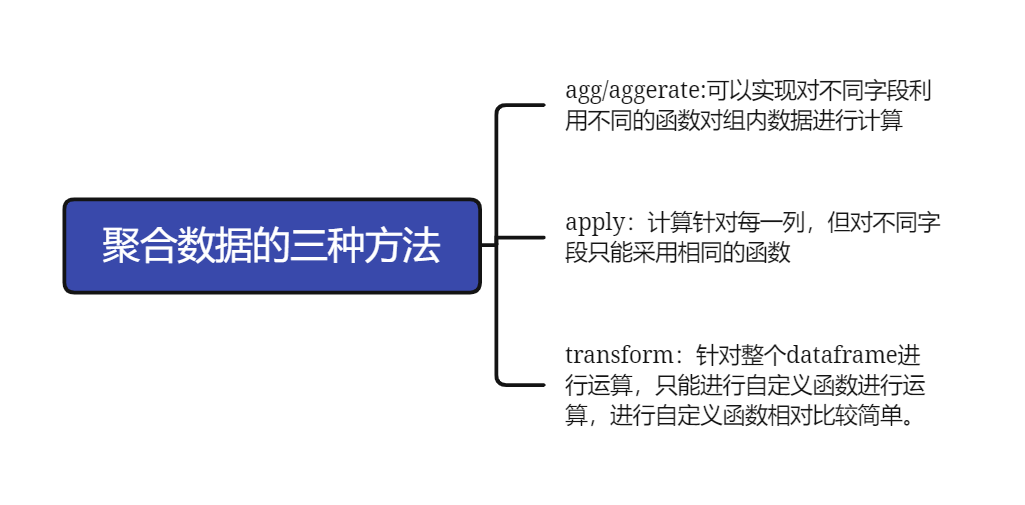 聚合数据的三种方法
agg/aggerate:可以实现对不同字段利
用不同的函数对组内数据进行计算
apply：计算针对每一列，但对不同字
段只能采用相同的函数
transform：针对整个dataframe进
行运算，只能进行自定义函数进行运
算，进行自定义函数相对比较简单。